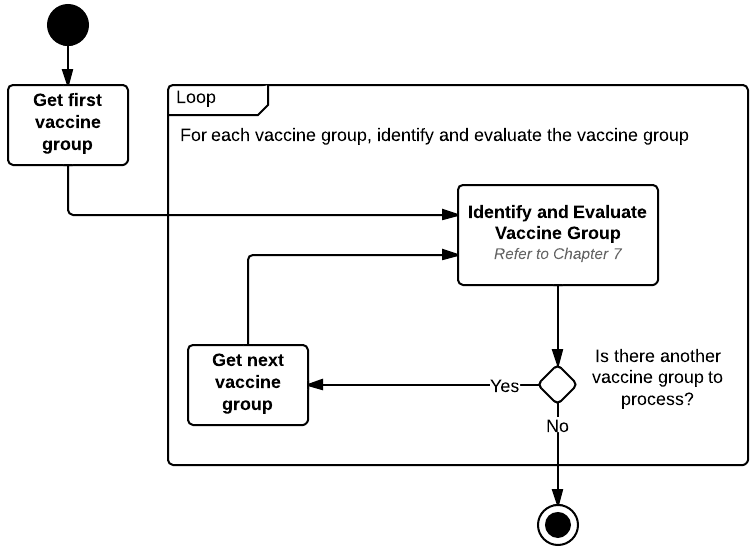 Get first
vaccine
group
Loop
For each vaccine group, identify and evaluate the vaccine group
Identify and Evaluate
Vaccine Group
Refer to Chapter 7
Get next
vaccine
group
Yes
Is there another
vaccine group to
process?
No